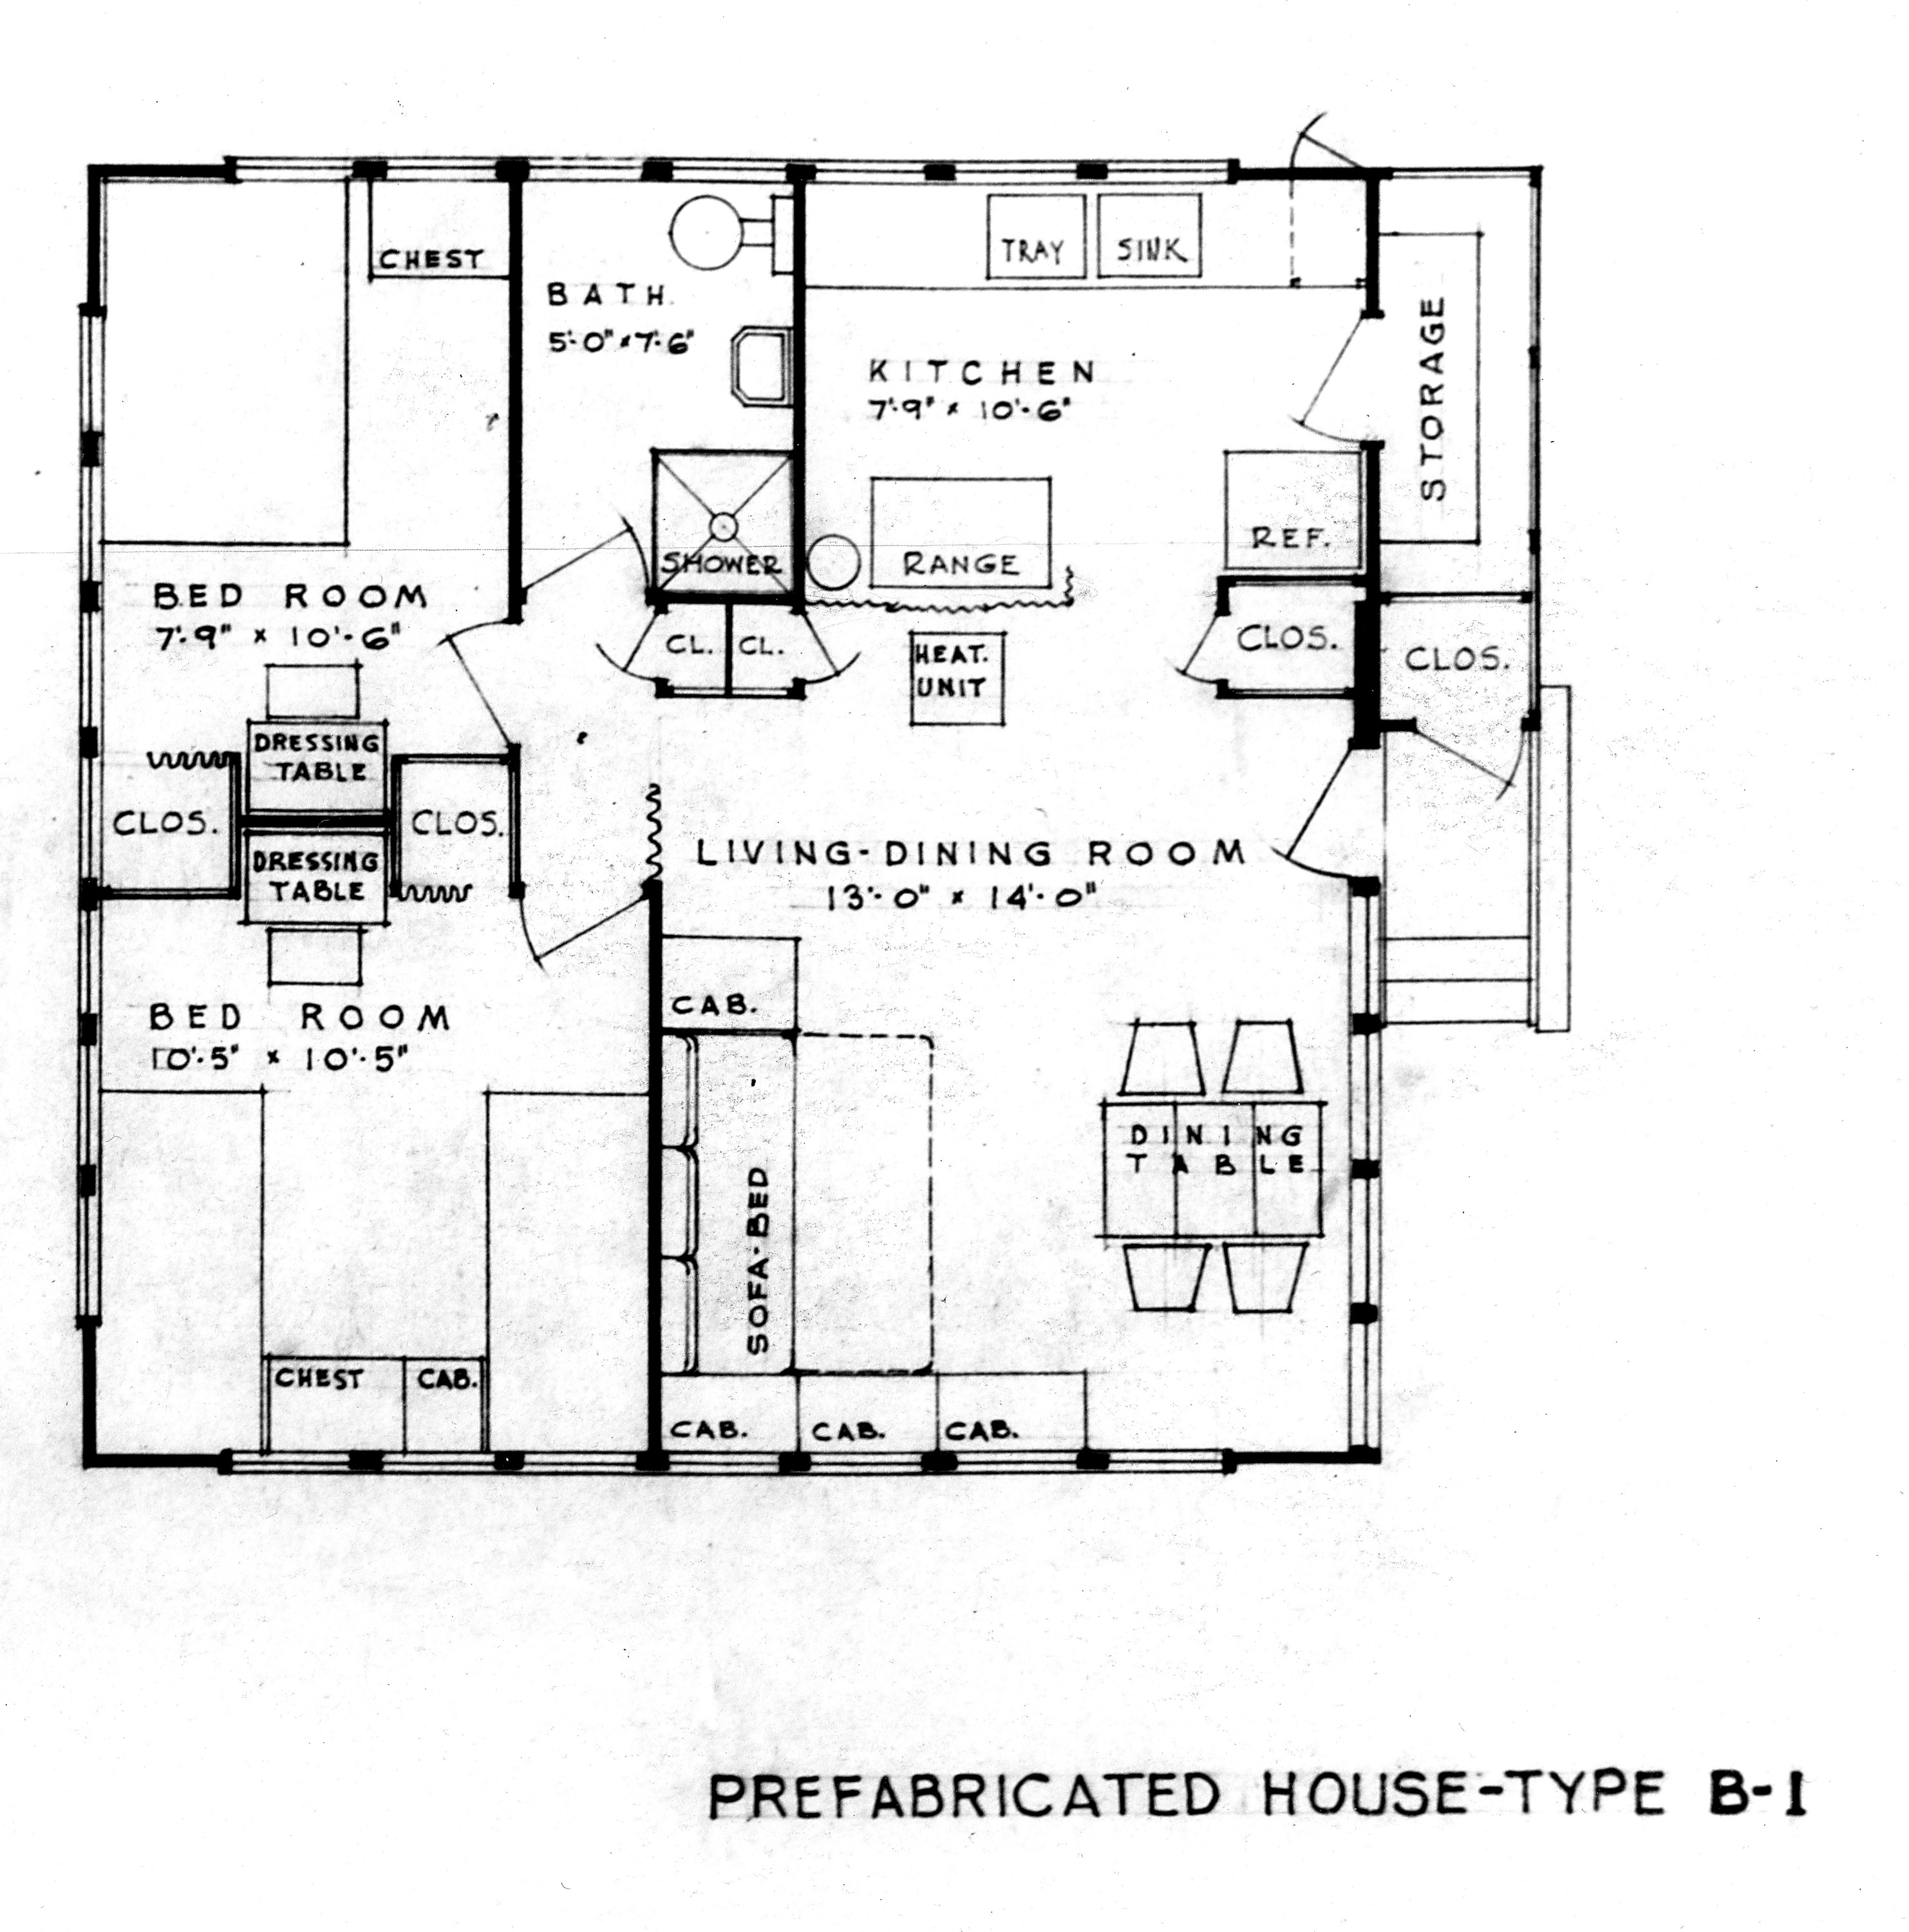 CHEST
BATH
5'-0" x 7'-6"
TRAY
SINK
KITCHEN
7'-9" x 10'-6"
STORAGE
SHOWER
RANGE
REF.
BED ROOM
7'-9" x 10'-6"
CL.
CL.
HEAT.
UNIT
CLOS.
CLOS.
DRESSING
TABLE
CLOS.
CLOS.
DRESSING
TABLE
LIVING-DINING ROOM
13'-0" x 14'-0"
BED ROOM
10'-5" x 10'-5"
CAB.
SOFA-BED
DINING
TABLE
CHEST
CAB.
CAB.
CAB.
CAB.
PREFABRICATED HOUSE-TYPE B-1